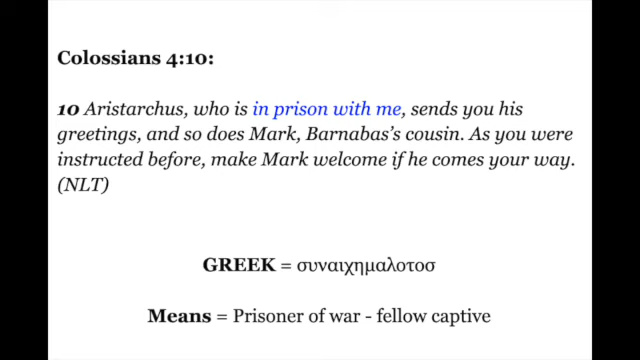 Colossians 4:10:
10 Aristarchus, who is in prison with me, sends you his
greetings, and so does Mark, Barnabas's cousin. As you were
instructed before, make Mark welcome if he comes your way.
(NLT)
GREEK = συναιχημαλοτοσ
Means = Prisoner of war - fellow captive